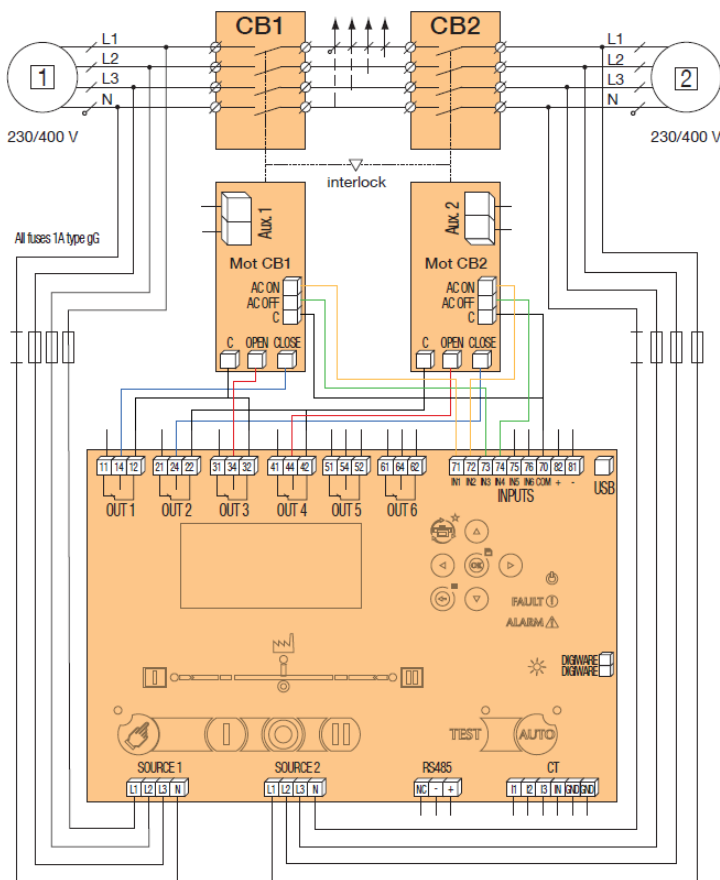 CB1 CB2
L1 L1
L2 L2
1 2
L3 L3
N N
230/400 V 230/400 V
interlock
Aux. 1 Aux. 2
All fuses 1A type gG
Mot CB1 Mot CB2
AC ON AC ON
AC OFF AC OFF
C C
C OPEN CLOSE C OPEN CLOSE
11 14 12 21 24 22 31 34 32 41 44 42 51 54 52 61 64 62 71 72 73 74 75 76 70 82 81
IN1 IN2 IN3 IN4 IN5 IN6 COM + -
OUT 1 OUT 2 OUT 3 OUT 4 OUT 5 OUT 6 INPUTS USB
OK
FAULT
ALARM
DIGIWARE
DIGIWARE
I II
I II TEST AUTO
SOURCE 1 SOURCE 2 RS485 CT
L1 L2 L3 N L1 L2 L3 N NC - + I1 I2 I3 IN GND GND